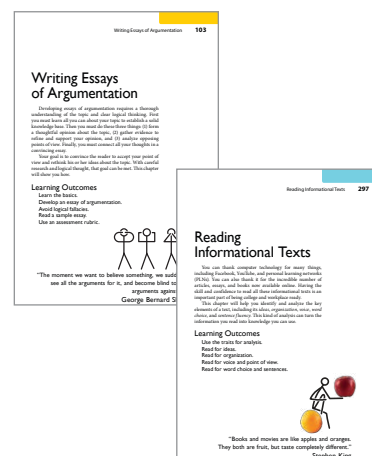 Writing Essays of Argumentation 103
Writing Essays
of Argumentation
Developing essays of argumentation requires a thorough
understanding of the topic and clear logical thinking. First
you must learn all you can about your topic to establish a solid
knowledge base. Then you must do these three things: (1) form
a thoughtful opinion about the topic, (2) gather evidence to
refine and support your opinion, and (3) analyze opposing
points of view. Finally, you must connect all your thoughts in a
convincing essay.
Your goal is to convince the reader to accept your point of
view and rethink his or her ideas about the topic. With careful
research and logical thought, that goal can be met! This chapter
will show you how.
Learning Outcomes
Learn the basics.
Develop an essay of argumentation.
Avoid logical fallacies.
Read a sample essay.
Use an assessment rubric.
"The moment we want to believe something, we sudd
see all the arguments for it, and become blind to
arguments again
George Bernard S
Reading Informational Texts 297
Reading
Informational Texts
You can thank computer technology for many things,
including Facebook, YouTube, and personal learning networks
(PLNs). You can also thank it for the incredible number of
articles, essays, and books now available online. Having the
skill and confidence to read all these informational texts is an
important part of being college and workplace ready.
This chapter will help you identify and analyze the key
elements of a text, including its ideas, organization, voice, word
choice, and sentence fluency. This kind of analysis can turn the
information you read into knowledge you can use.
Learning Outcomes
Use the traits for analysis.
Read for ideas.
Read for organization.
Read for voice and point of view.
Read for word choice and sentences.
"Books and movies are like apples and oranges.
They both are fruit, but taste completely different."
Stephen King